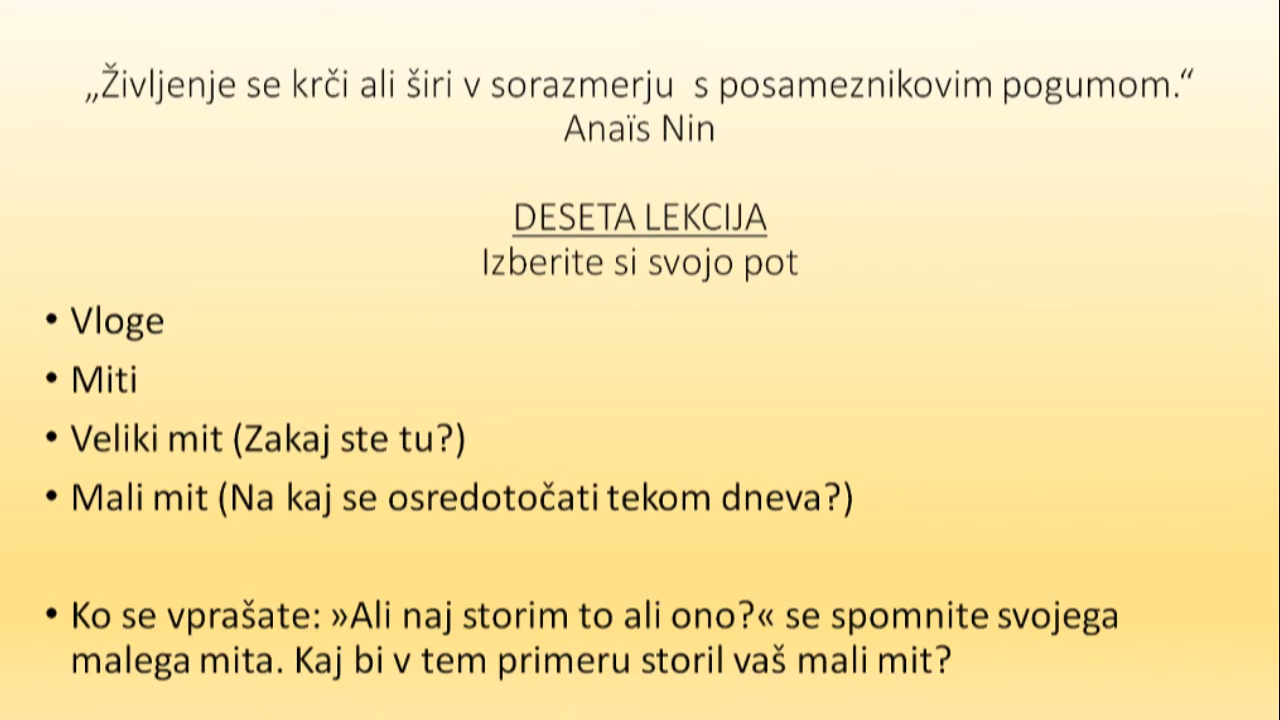 „Življenje se krči ali širi v sorazmerju  s posameznikovim pogumom.“
Anaïs Nin
DESETA LEKCIJA
Izberite si svojo pot
• Vloge
• Miti
• Veliki mit (Zakaj ste tu?)
• Mali mit (Na kaj se osredotočati tekom dneva?)
• Ko se vprašate: »Ali naj storim to ali ono?« se spomnite svojega
malega mita. Kaj bi v tem primeru storil vaš mali mit?